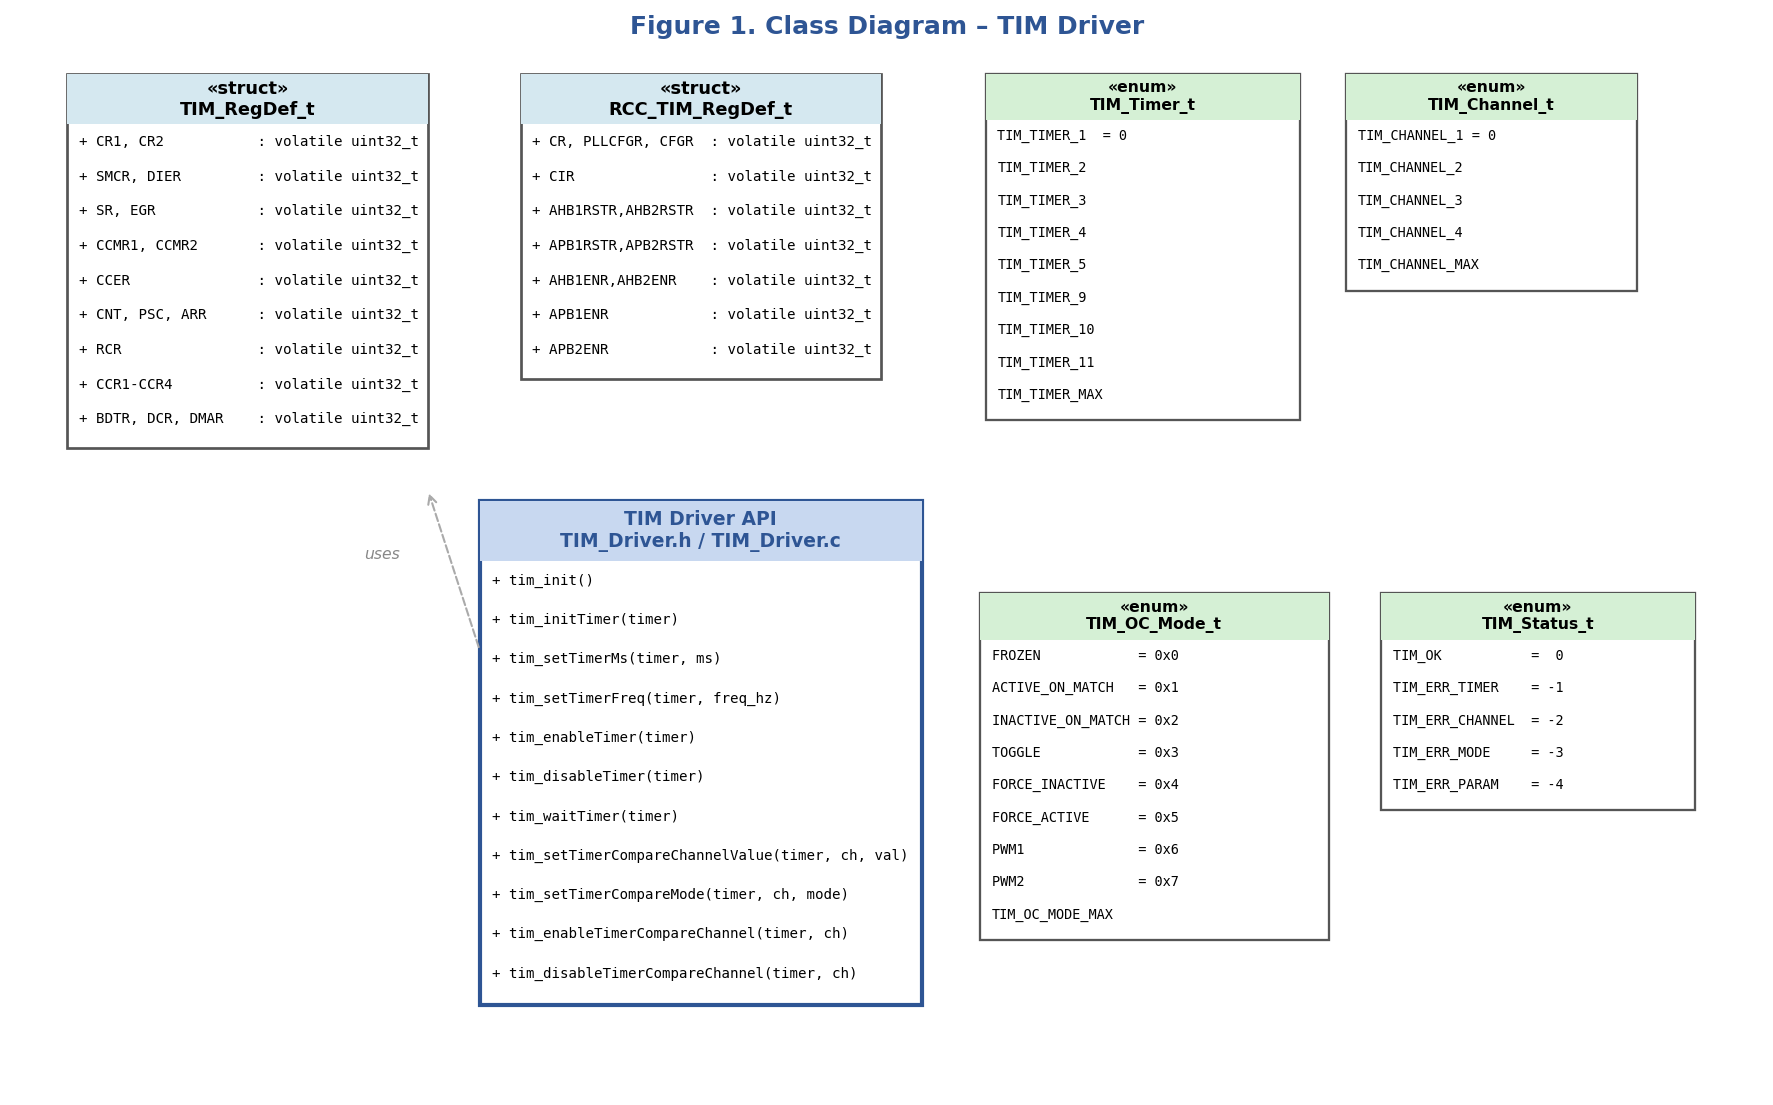 Figure 1. Class Diagram – TIM Driver
«struct»
TIM_RegDef_t
+ CR1, CR2 : volatile uint32_t
+ SMCR, DIER : volatile uint32_t
+ SR, EGR : volatile uint32_t
+ CCMR1, CCMR2 : volatile uint32_t
+ CCER : volatile uint32_t
+ CNT, PSC, ARR : volatile uint32_t
+ RCR : volatile uint32_t
+ CCR1-CCR4 : volatile uint32_t
+ BDTR, DCR, DMAR : volatile uint32_t
«struct»
RCC_TIM_RegDef_t
+ CR, PLLCFGR, CFGR : volatile uint32_t
+ CIR : volatile uint32_t
+ AHB1RSTR,AHB2RSTR : volatile uint32_t
+ APB1RSTR,APB2RSTR : volatile uint32_t
+ AHB1ENR,AHB2ENR : volatile uint32_t
+ APB1ENR : volatile uint32_t
+ APB2ENR : volatile uint32_t
«enum»
TIM_Timer_t
TIM_TIMER_1 = 0
TIM_TIMER_2
TIM_TIMER_3
TIM_TIMER_4
TIM_TIMER_5
TIM_TIMER_9
TIM_TIMER_10
TIM_TIMER_11
TIM_TIMER_MAX
«enum»
TIM_Channel_t
TIM_CHANNEL_1 = 0
TIM_CHANNEL_2
TIM_CHANNEL_3
TIM_CHANNEL_4
TIM_CHANNEL_MAX
uses
TIM Driver API
TIM_Driver.h / TIM_Driver.c
+ tim_init()
+ tim_initTimer(timer)
+ tim_setTimerMs(timer, ms)
+ tim_setTimerFreq(timer, freq_hz)
+ tim_enableTimer(timer)
+ tim_disableTimer(timer)
+ tim_waitTimer(timer)
+ tim_setTimerCompareChannelValue(timer, ch, val)
+ tim_setTimerCompareMode(timer, ch, mode)
+ tim_enableTimerCompareChannel(timer, ch)
+ tim_disableTimerCompareChannel(timer, ch)
«enum»
TIM_OC_Mode_t
FROZEN = 0x0
ACTIVE_ON_MATCH = 0x1
INACTIVE_ON_MATCH = 0x2
TOGGLE = 0x3
FORCE_INACTIVE = 0x4
FORCE_ACTIVE = 0x5
PWM1 = 0x6
PWM2 = 0x7
TIM_OC_MODE_MAX
«enum»
TIM_Status_t
TIM_OK = 0
TIM_ERR_TIMER = -1
TIM_ERR_CHANNEL = -2
TIM_ERR_MODE = -3
TIM_ERR_PARAM = -4